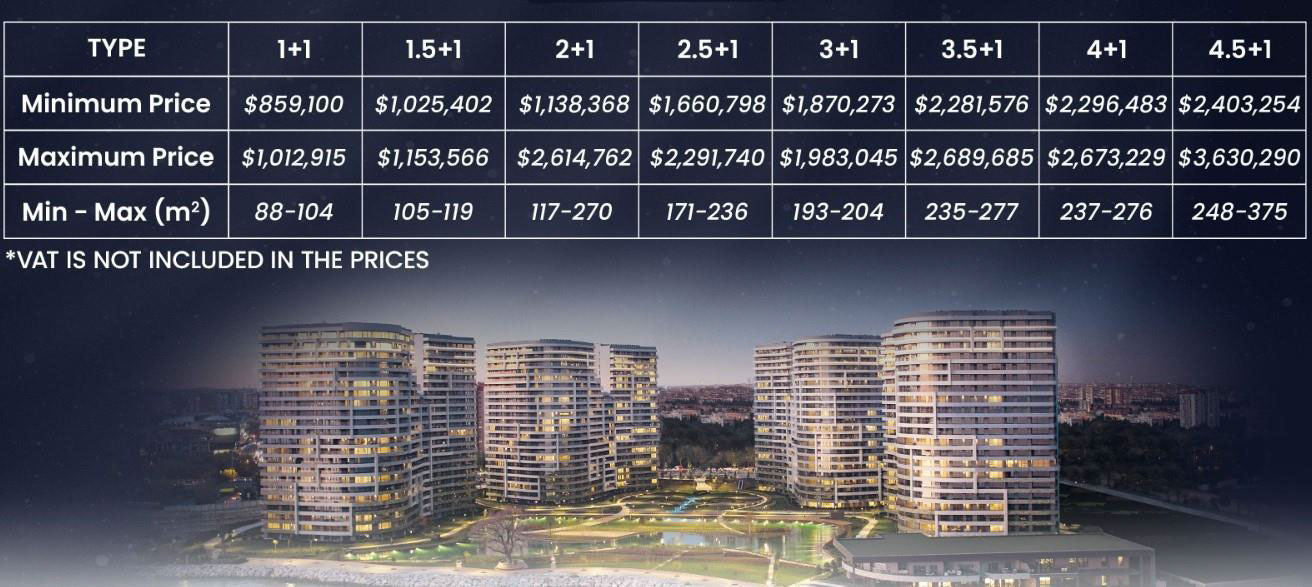 TYPE 1+1 1.5+1 2+1 2.5+1 3+1 3.5+1 4+1 4.5+1
Minimum Price $859,100 $1,025,402 $1,138,368 $1,660,798 $1,870,273 $2,281,576 $2,296,483 $2,403,254
Maximum Price $1,012,915 $1,153,566 $2,614,762 $2,291,740 $1,983,045 $2,689,685 $2,673,229 $3,630,290
Min - Max (m²) 88-104 105-119 117-270 171-236 193-204 235-277 237-276 248-375
*VAT IS NOT INCLUDED IN THE PRICES